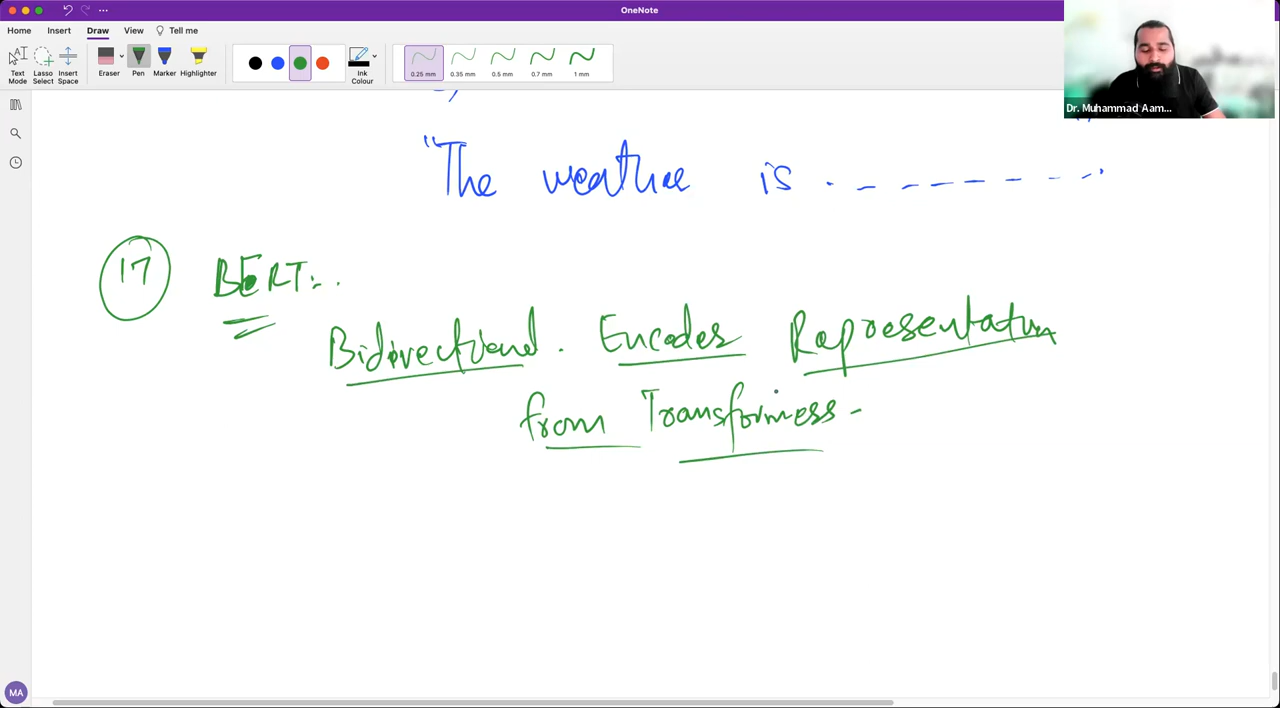 OneNote
Home Insert Draw View Tell me
Text Mode Lasso Select Insert Space Eraser Pen Marker Highlighter Ink Colour 0.25 mm 0.35 mm 0.5 mm 0.7 mm 1 mm
Dr. Muhammad Aam...
"The weather is . - - - - - - -
17 BERT:-
Bidirectional. Encoder Representation
from Transformers -
MA